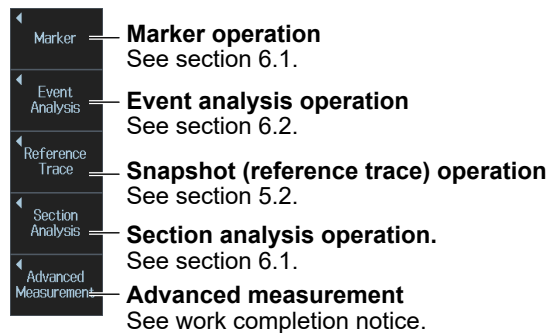 Marker
Marker operation
See section 6.1.
Event
Analysis
Event analysis operation
See section 6.2.
Reference
Trace
Snapshot (reference trace) operation
See section 5.2.
Section
Analysis
Section analysis operation.
See section 6.1.
Advanced
Measurement
Advanced measurement
See work completion notice.